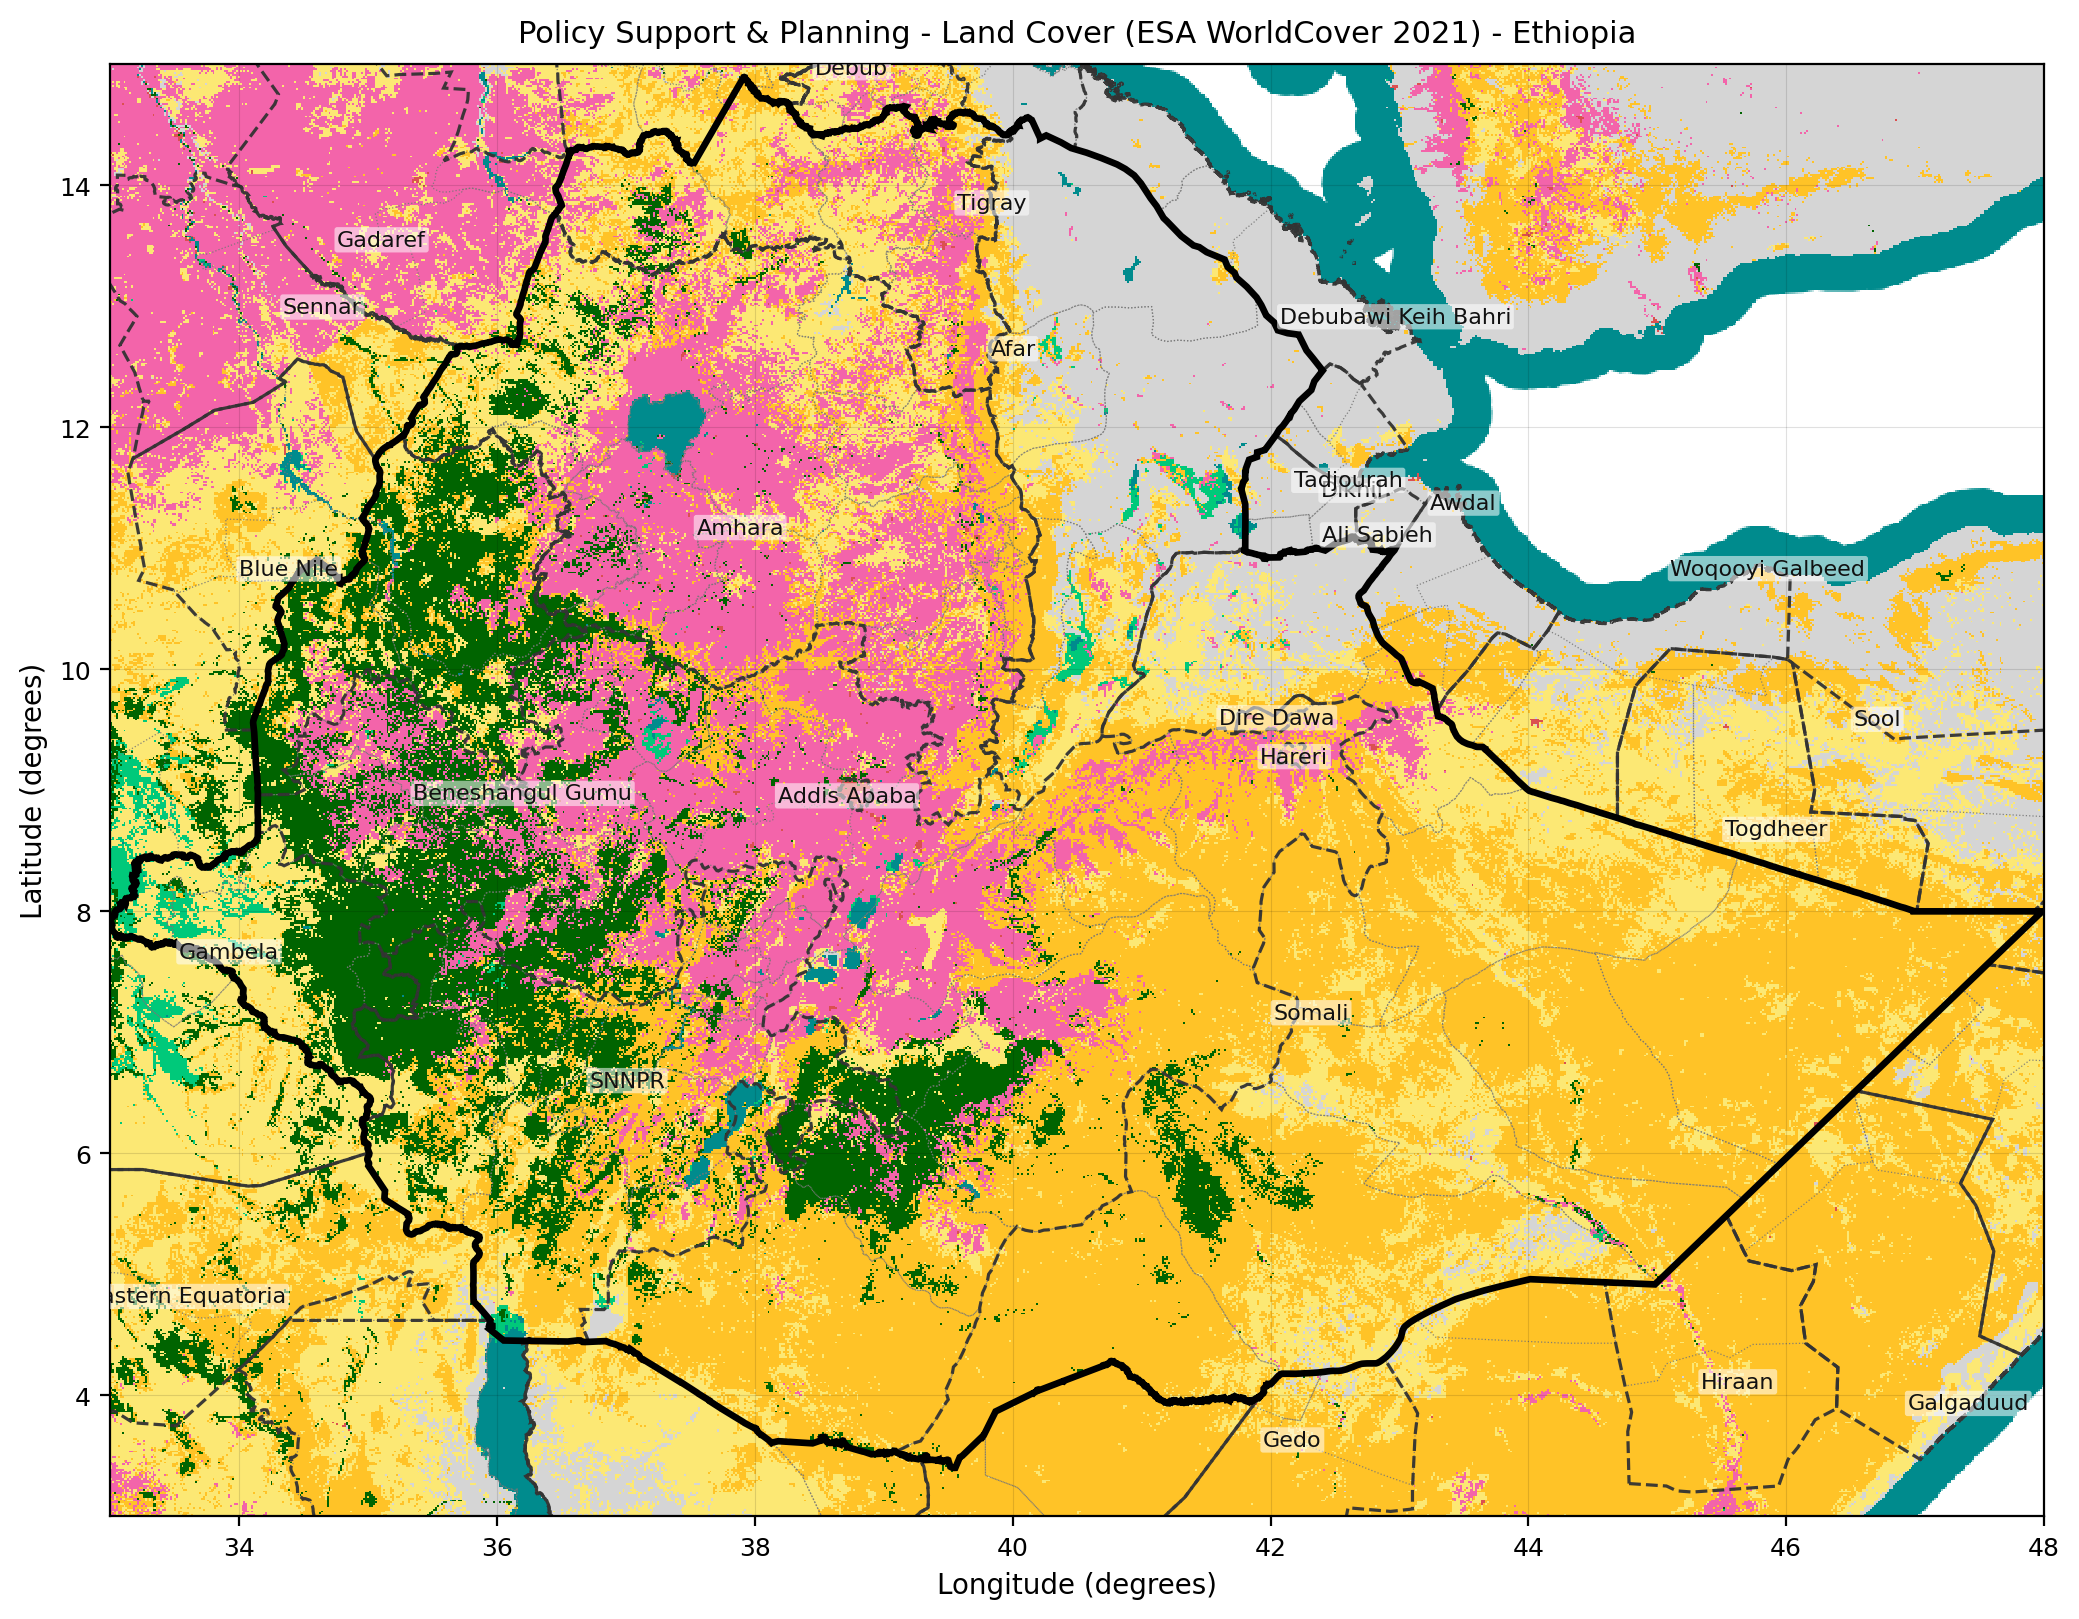 Policy Support & Planning - Land Cover (ESA WorldCover 2021) - Ethiopia
Debub
14
Tigray
Gadaref
Sennar
Debubawi Keih Bahri
Afar
12
Tadjourah
Dikhil
Awdal
Amhara
Ali Sabieh
Blue Nile
Woqooyi Galbeed
10
Dire Dawa
Sool
Hareri
Beneshangul Gumu
Addis Ababa
Togdheer
8
Gambela
Somali
SNNPR
6
astern Equatoria
4
Hiraan
Galgaduud
Gedo
34
36
38
40
42
44
46
48
Longitude (degrees)
Latitude (degrees)